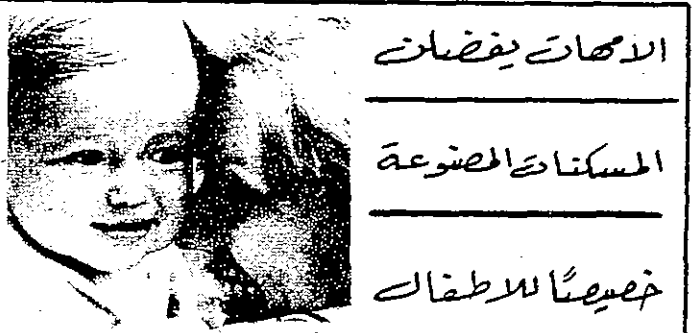 الامهات يفضلن
المسكنات المصنوعة
خصيصًا للاطفال